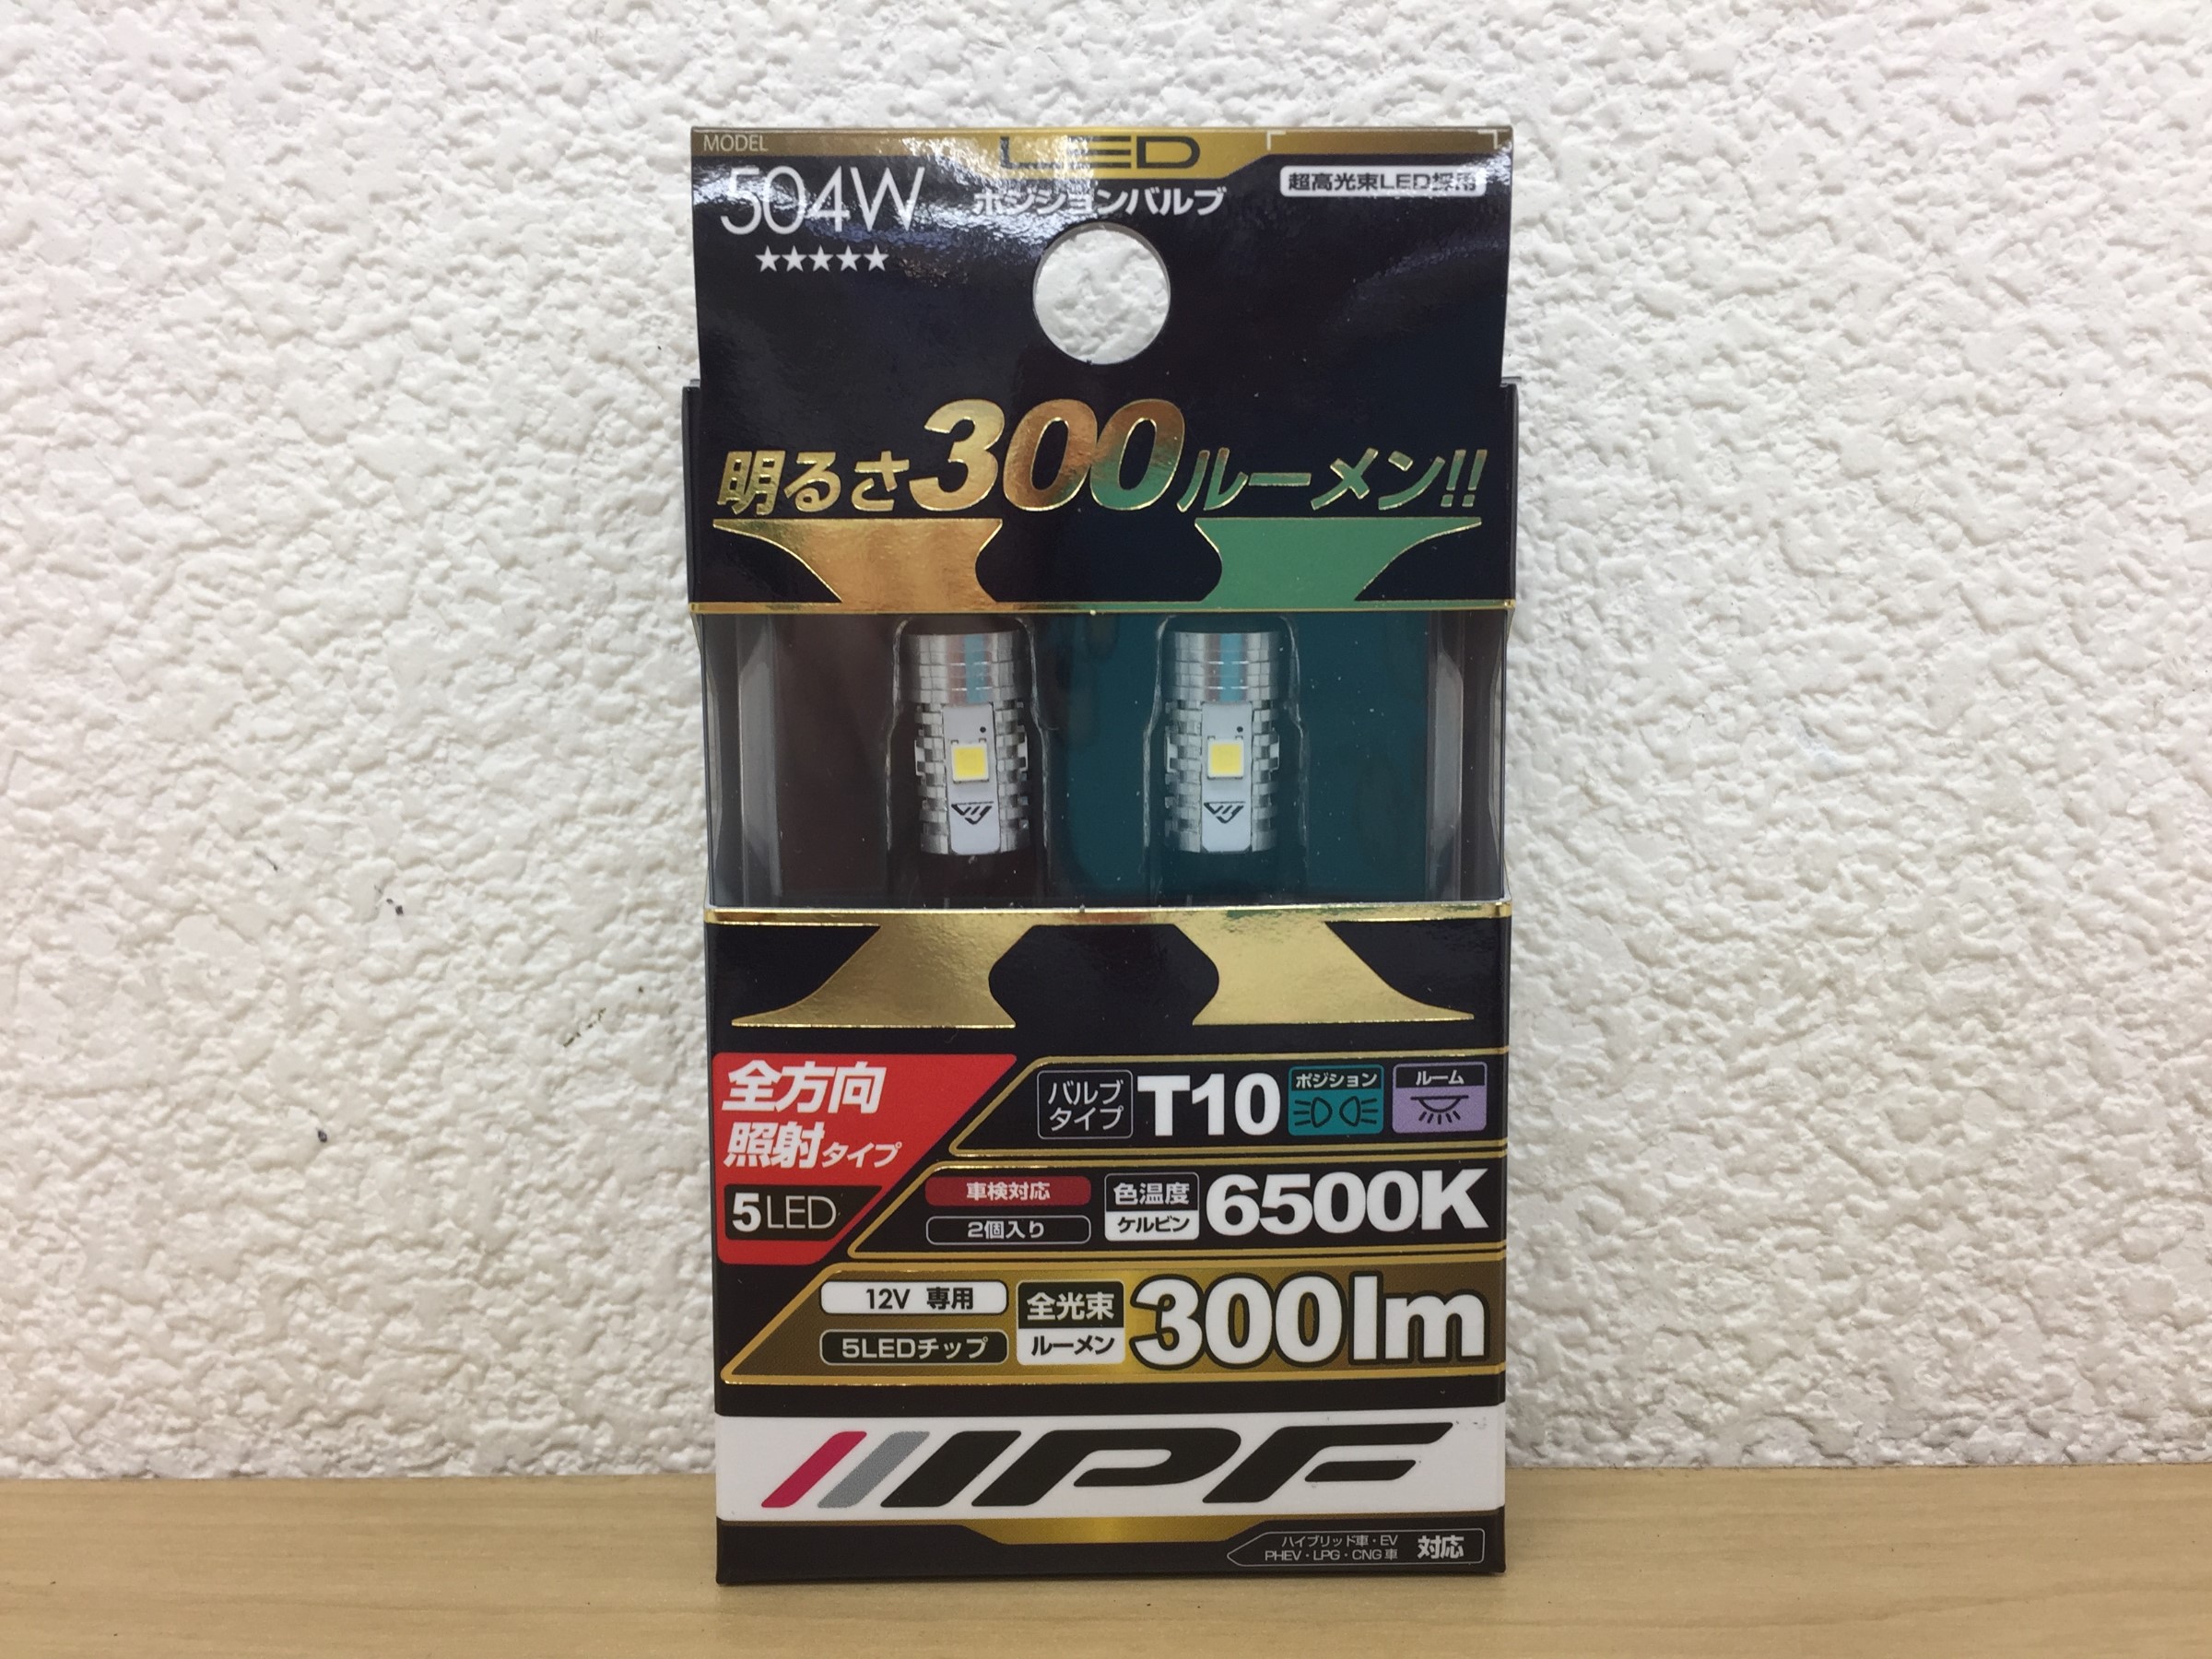 MODEL
504W
★★★★★
LED
ポジションバルブ
超高光束LED採用
明るさ300ルーメン!!
全方向
照射タイプ
5LED
バルブ
タイプ
T10
ポジション
ルーム
車検対応
2個入り
色温度
ケルビン
6500K
12V 専用
5LEDチップ
全光束
ルーメン
300lm
IPF
ハイブリッド車・EV
PHEV・LPG・CNG車
対応